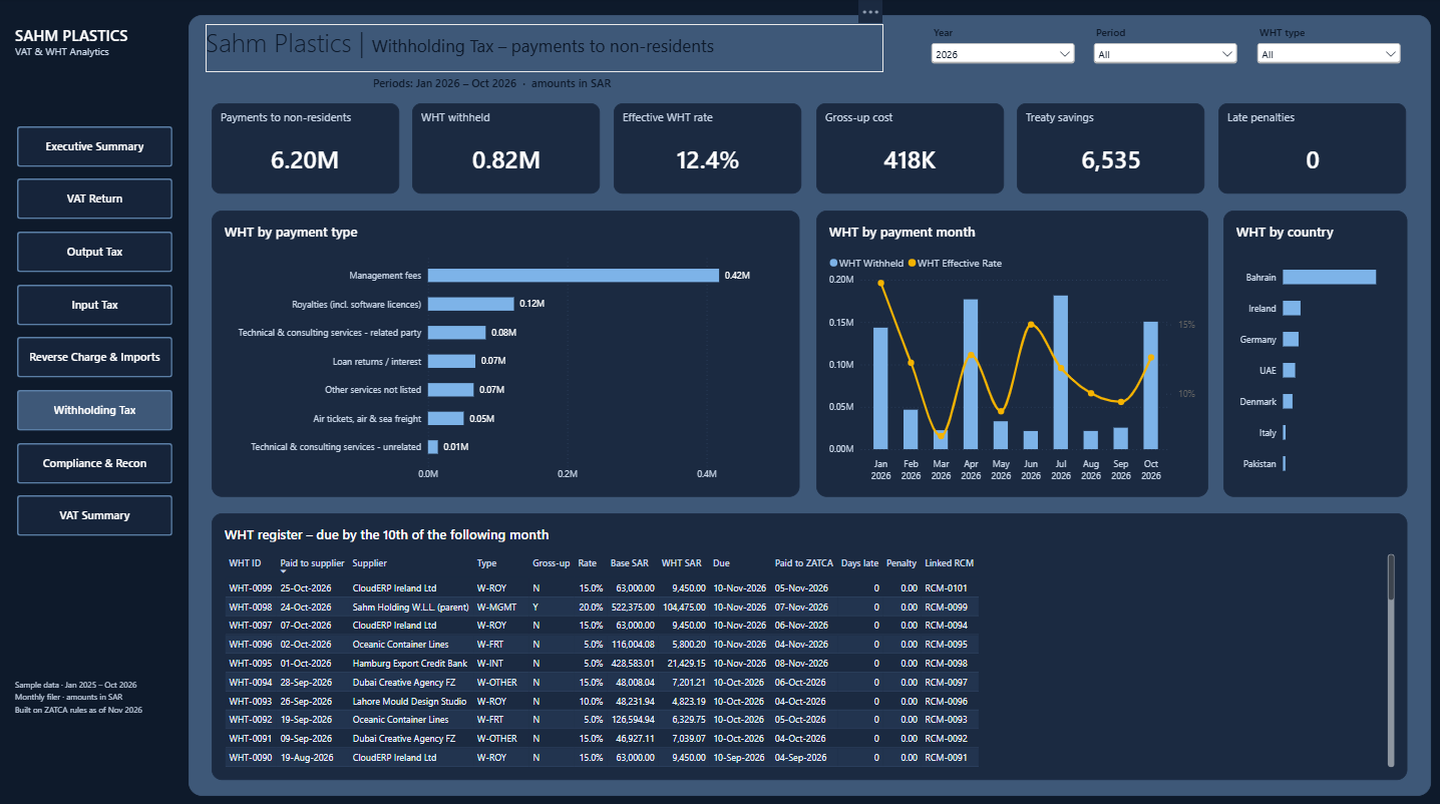 SAHM PLASTICS
VAT & WHT Analytics
Executive Summary
VAT Return
Output Tax
Input Tax
Reverse Charge & Imports
Withholding Tax
Compliance & Recon
VAT Summary
Sample data · Jan 2025 – Oct 2026
Monthly filer · amounts in SAR
Built on ZATCA rules as of Nov 2026
Sahm Plastics | Withholding Tax – payments to non-residents
Periods: Jan 2026 – Oct 2026 · amounts in SAR
Year Period WHT type
2026 All All
Payments to non-residents
6.20M
WHT withheld
0.82M
Effective WHT rate
12.4%
Gross-up cost
418K
Treaty savings
6,535
Late penalties
0
WHT by payment type
Management fees 0.42M
Royalties (incl. software licences) 0.12M
Technical & consulting services - related party 0.08M
Loan returns / interest 0.07M
Other services not listed 0.07M
Air tickets, air & sea freight 0.05M
Technical & consulting services - unrelated 0.01M
0.0M 0.2M 0.4M
WHT by payment month
WHT Withheld WHT Effective Rate
0.20M
0.15M 15%
0.10M 10%
0.05M
0.00M
Jan Feb Mar Apr May Jun Jul Aug Sep Oct
2026 2026 2026 2026 2026 2026 2026 2026 2026 2026
WHT by country
Bahrain
Ireland
Germany
UAE
Denmark
Italy
Pakistan
WHT register – due by the 10th of the following month
WHT ID Paid to supplier Supplier Type Gross-up Rate Base SAR WHT SAR Due Paid to ZATCA Days late Penalty Linked RCM
WHT-0099 25-Oct-2026 CloudERP Ireland Ltd W-ROY N 15.0% 63,000.00 9,450.00 10-Nov-2026 05-Nov-2026 0 0.00 RCM-0101
WHT-0098 24-Oct-2026 Sahm Holding W.L.L. (parent) W-MGMT Y 20.0% 522,375.00 104,475.00 10-Nov-2026 07-Nov-2026 0 0.00 RCM-0099
WHT-0097 07-Oct-2026 CloudERP Ireland Ltd W-ROY N 15.0% 63,000.00 9,450.00 10-Nov-2026 06-Nov-2026 0 0.00 RCM-0094
WHT-0096 02-Oct-2026 Oceanic Container Lines W-FRT N 5.0% 116,004.08 5,800.20 10-Nov-2026 04-Nov-2026 0 0.00 RCM-0095
WHT-0095 01-Oct-2026 Hamburg Export Credit Bank W-INT N 5.0% 428,583.01 21,429.15 10-Nov-2026 08-Nov-2026 0 0.00 RCM-0098
WHT-0094 28-Sep-2026 Dubai Creative Agency FZ W-OTHER N 15.0% 48,008.04 7,201.21 10-Oct-2026 06-Oct-2026 0 0.00 RCM-0097
WHT-0093 26-Sep-2026 Lahore Mould Design Studio W-ROY N 10.0% 48,231.94 4,823.19 10-Oct-2026 04-Oct-2026 0 0.00 RCM-0096
WHT-0092 19-Sep-2026 Oceanic Container Lines W-FRT N 5.0% 126,594.94 6,329.75 10-Oct-2026 05-Oct-2026 0 0.00 RCM-0093
WHT-0091 09-Sep-2026 Dubai Creative Agency FZ W-OTHER N 15.0% 46,927.11 7,039.07 10-Oct-2026 04-Oct-2026 0 0.00 RCM-0092
WHT-0090 19-Aug-2026 CloudERP Ireland Ltd W-ROY N 15.0% 63,000.00 9,450.00 10-Sep-2026 04-Sep-2026 0 0.00 RCM-0091